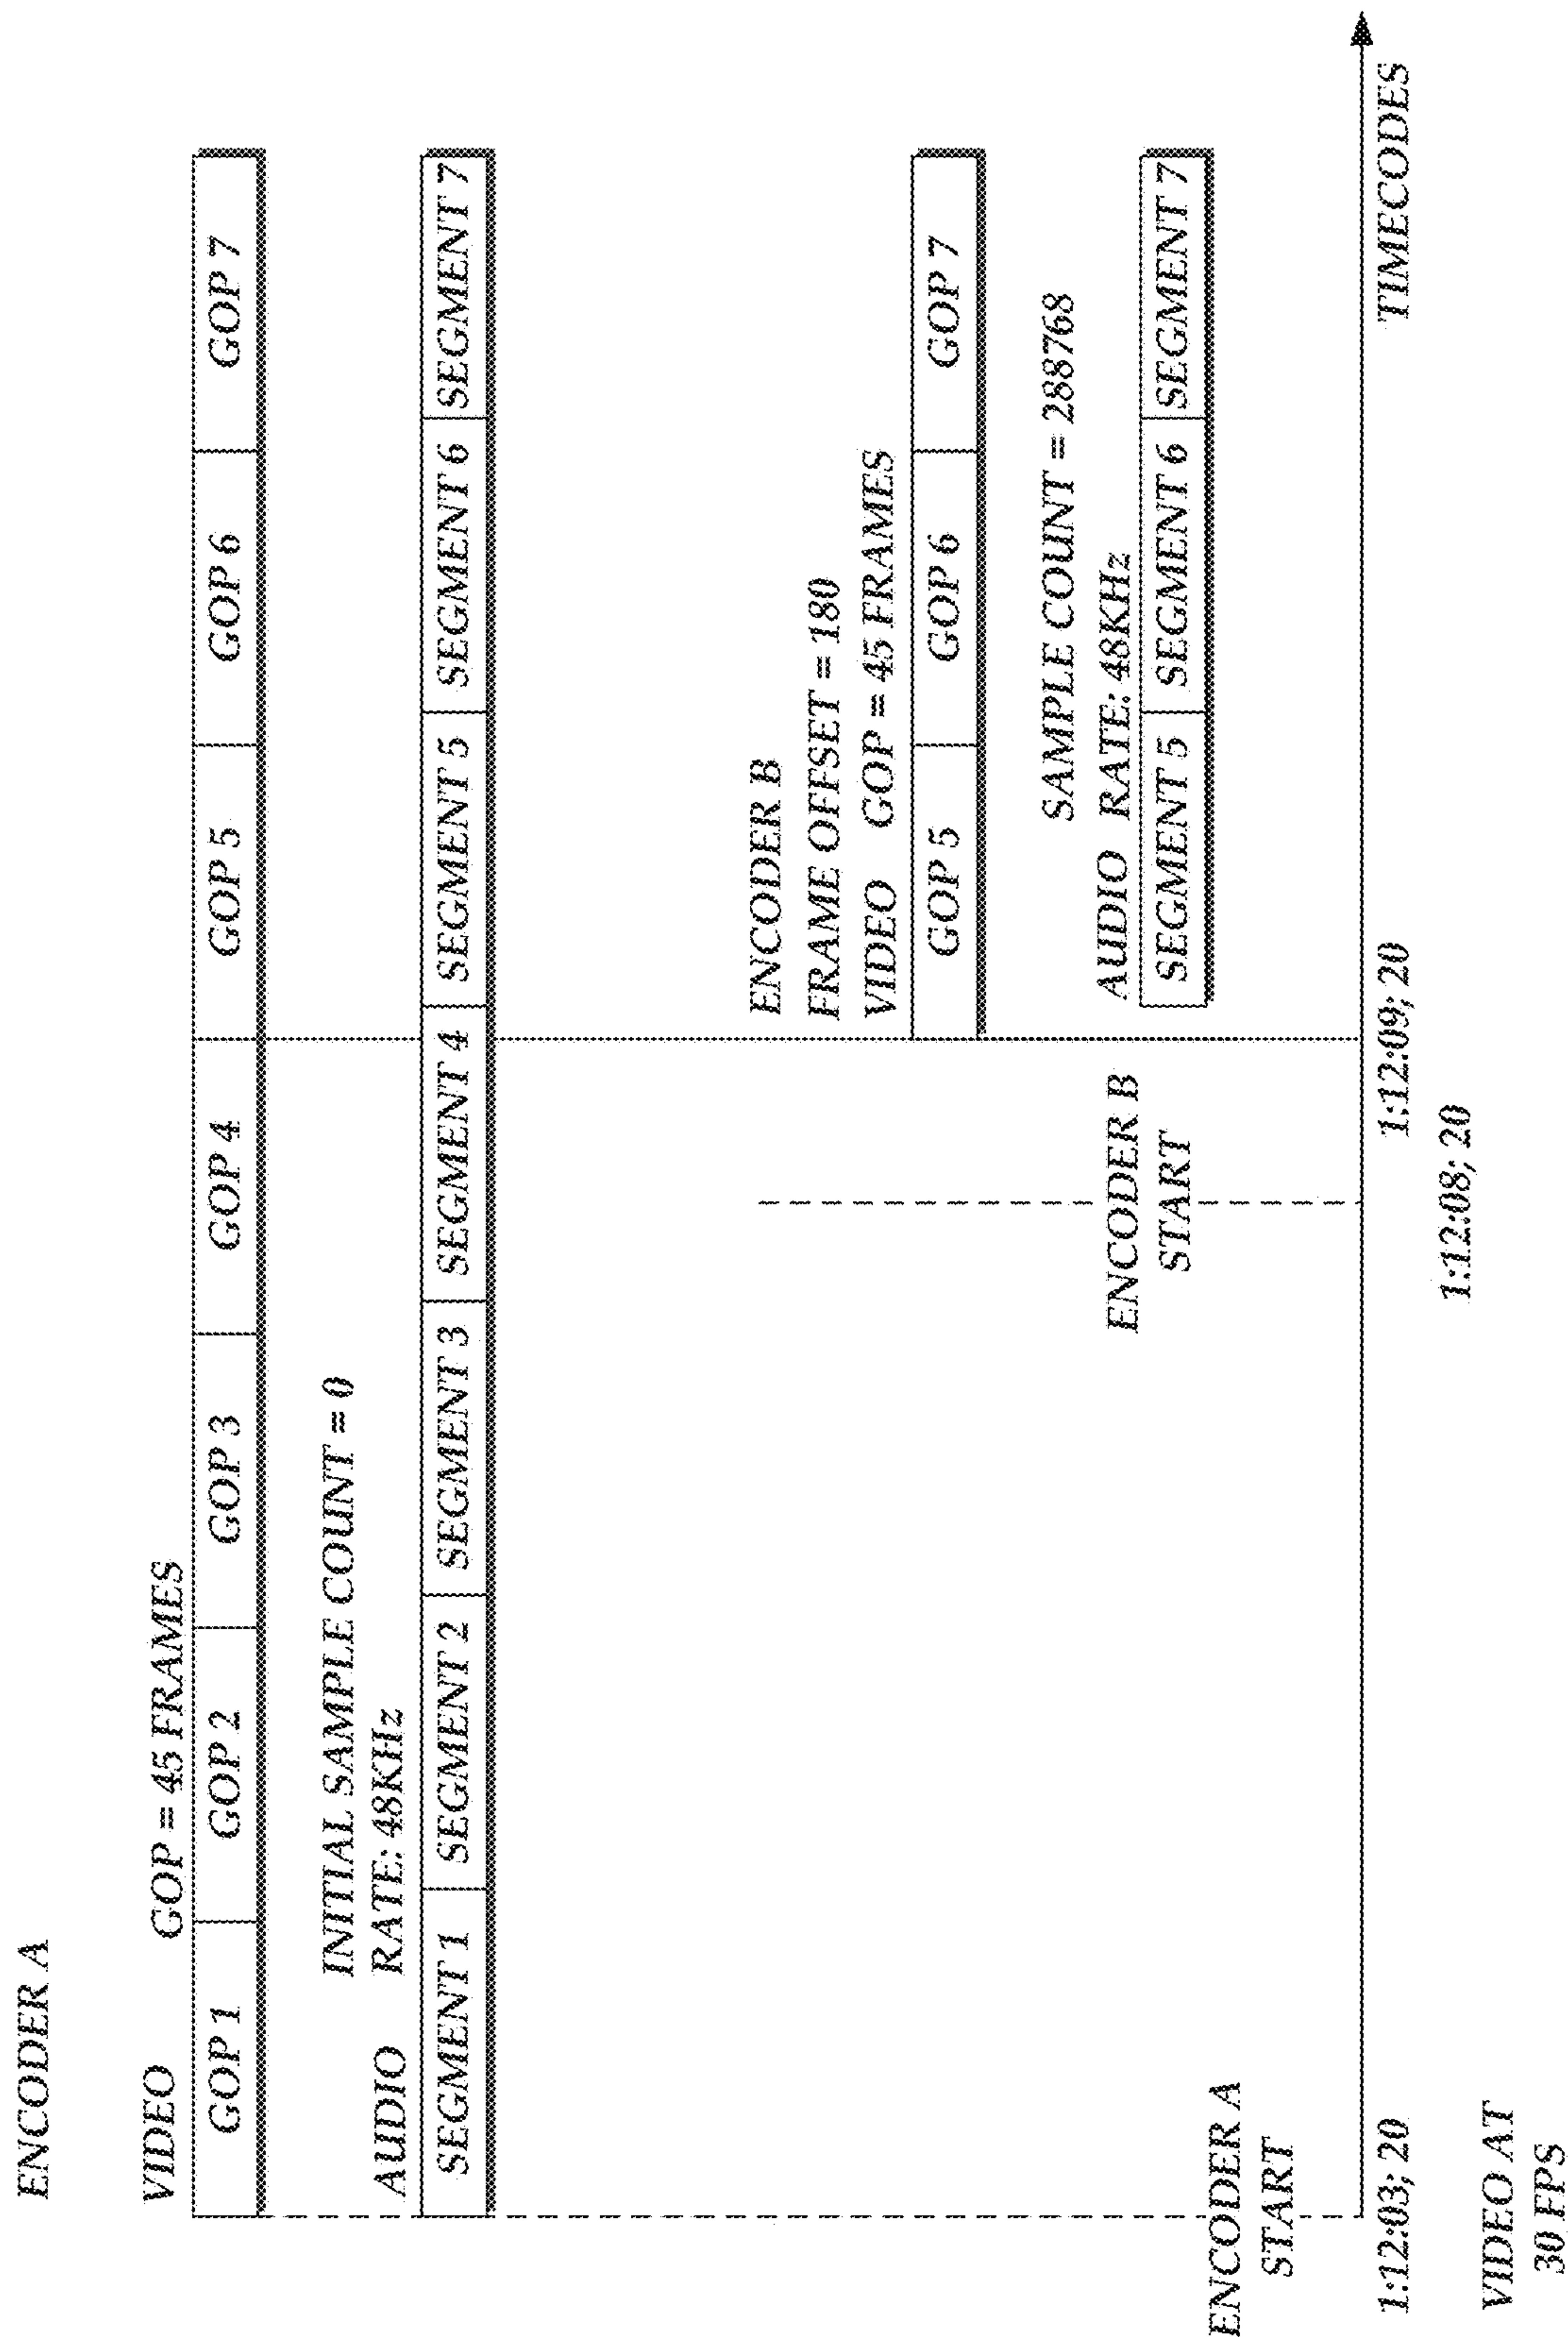 ENCODER A
VIDEO GOP = 45 FRAMES
GOP 1 GOP 2 GOP 3 GOP 4 GOP 5 GOP 6 GOP 7
INITIAL SAMPLE COUNT = 0
AUDIO RATE: 48KHz
SEGMENT 1 SEGMENT 2 SEGMENT 3 SEGMENT 4 SEGMENT 5 SEGMENT 6 SEGMENT 7
ENCODER B
FRAME OFFSET = 180
VIDEO GOP = 45 FRAMES
GOP 5 GOP 6 GOP 7
SAMPLE COUNT = 288768
AUDIO RATE: 48KHz
SEGMENT 5 SEGMENT 6 SEGMENT 7
ENCODER B
START
ENCODER A
START
1:12:03; 20 1:12:09; 20 TIMECODES
1:12:08; 20
VIDEO AT
30 FPS